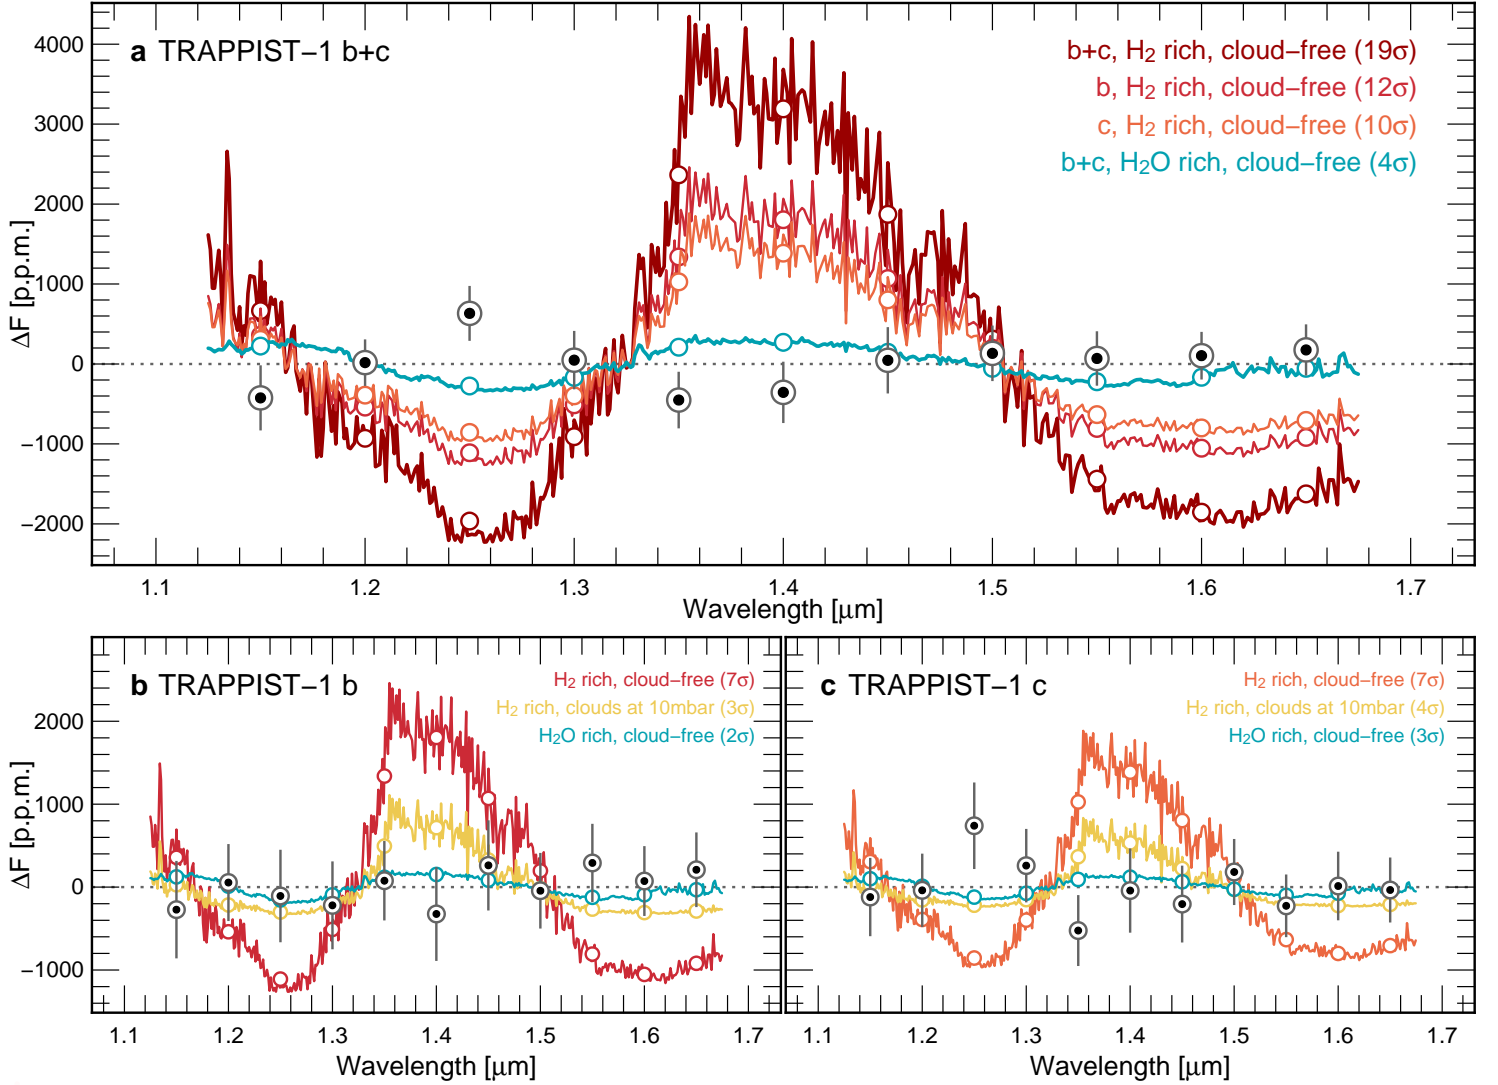 a TRAPPIST−1 b+c
b+c, H₂ rich, cloud−free (19σ)
b, H₂ rich, cloud−free (12σ)
c, H₂ rich, cloud−free (10σ)
b+c, H₂O rich, cloud−free (4σ)
ΔF [p.p.m.]
4000
3000
2000
1000
0
−1000
−2000
1.1 1.2 1.3 1.4 1.5 1.6 1.7
Wavelength [μm]
b TRAPPIST−1 b
H₂ rich, cloud−free (7σ)
H₂ rich, clouds at 10mbar (3σ)
H₂O rich, cloud−free (2σ)
ΔF [p.p.m.]
2000
1000
0
−1000
1.1 1.2 1.3 1.4 1.5 1.6 1.7
Wavelength [μm]
c TRAPPIST−1 c
H₂ rich, cloud−free (7σ)
H₂ rich, clouds at 10mbar (4σ)
H₂O rich, cloud−free (3σ)
1.1 1.2 1.3 1.4 1.5 1.6 1.7
Wavelength [μm]